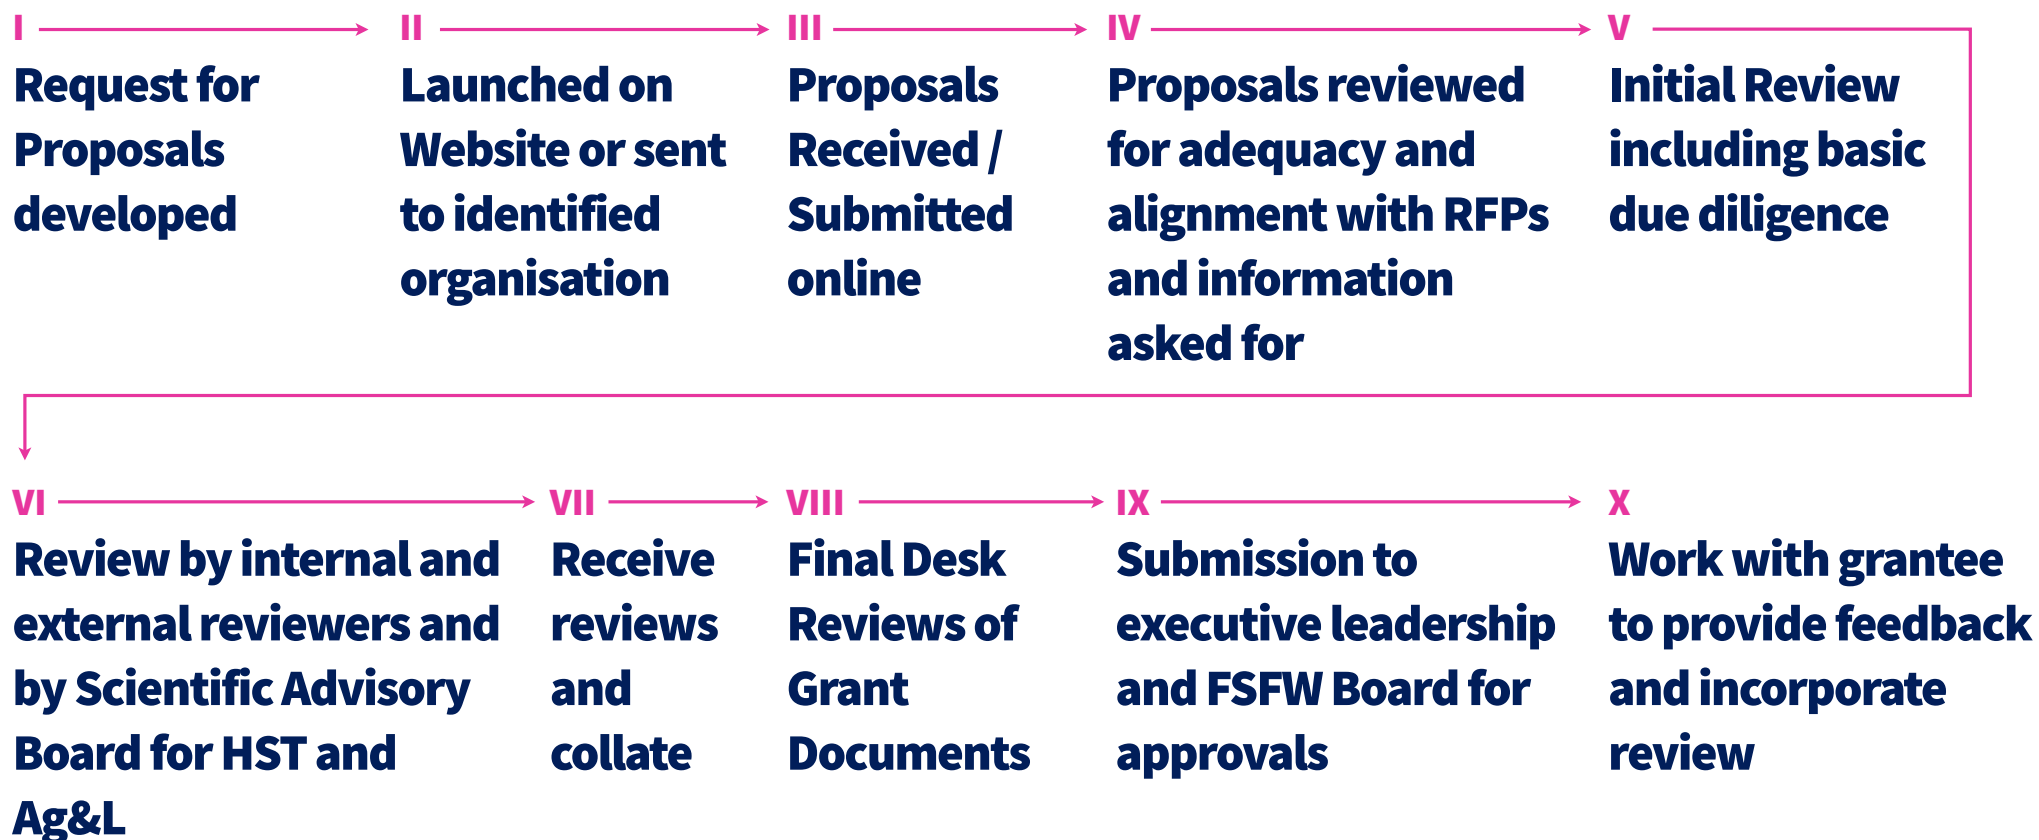 I
Request for
Proposals
developed
II
Launched on
Website or sent
to identified
organisation
III
Proposals
Received /
Submitted
online
IV
Proposals reviewed
for adequacy and
alignment with RFPs
and information
asked for
V
Initial Review
including basic
due diligence
VI
Review by internal and
external reviewers and
by Scientific Advisory
Board for HST and
Ag&L
VII
Receive
reviews
and
collate
VIII
Final Desk
Reviews of
Grant
Documents
IX
Submission to
executive leadership
and FSFW Board for
approvals
X
Work with grantee
to provide feedback
and incorporate
review